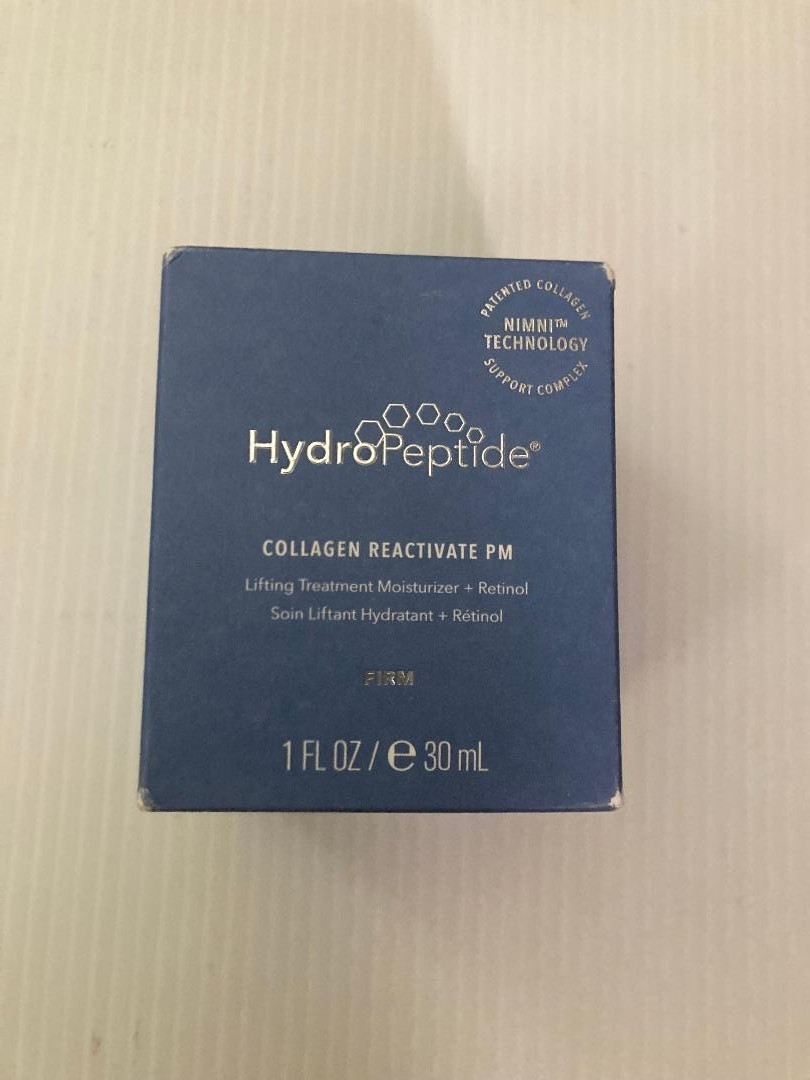 PATENTED COLLAGEN
NIMNI™
TECHNOLOGY
SUPPORT COMPLEX
HydroPeptide®
COLLAGEN REACTIVATE PM
Lifting Treatment Moisturizer + Retinol
Soin Liftant Hydratant + Rétinol
FIRM
1 FL OZ / ℮ 30 mL